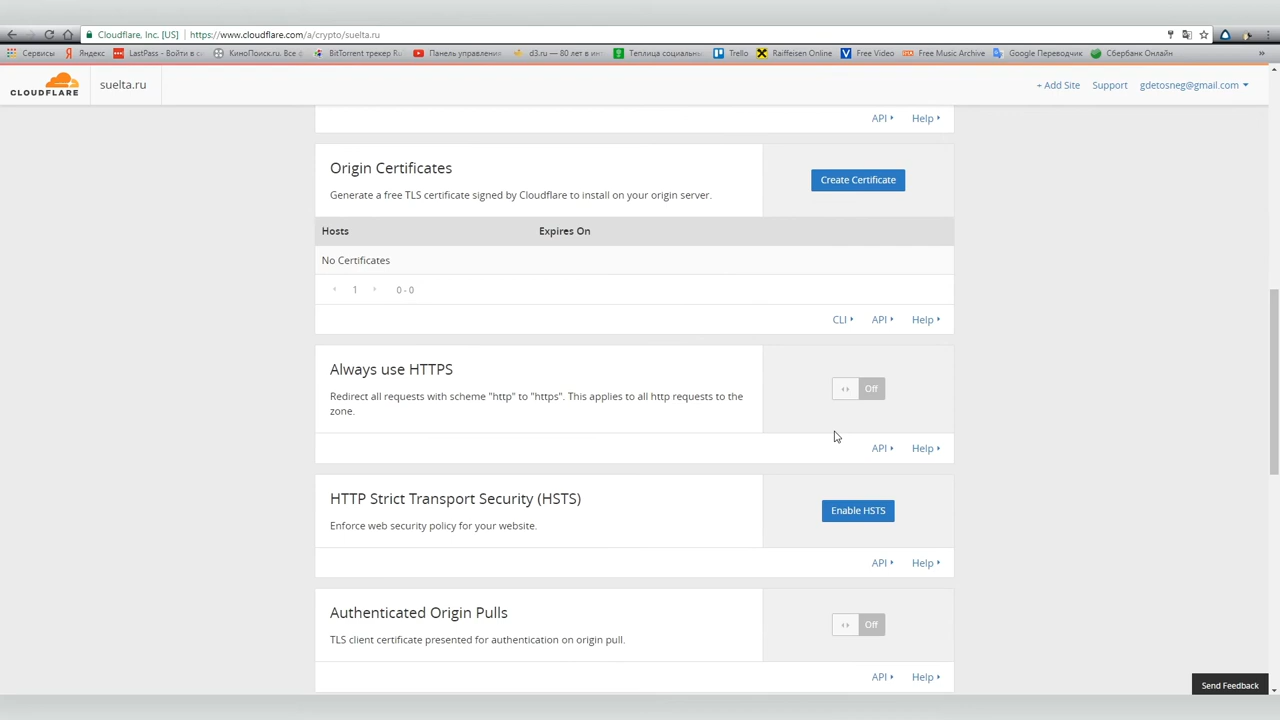 Cloudflare, Inc. [US] https://www.cloudflare.com/a/crypto/suelta.ru
Сервисы Яндекс LastPass - Войти в си КиноПоиск.ru. Все ф BitTorrent трекер Ru Панель управления d3.ru — 80 лет в инт Теплица социальны Trello Raiffeisen Online Free Video Free Music Archive Google Переводчик Сбербанк Онлайн
CLOUDFLARE suelta.ru + Add Site Support gdetosneg@gmail.com
API Help
Origin Certificates
Create Certificate
Generate a free TLS certificate signed by Cloudflare to install on your origin server.
Hosts Expires On
No Certificates
1 0 - 0
CLI API Help
Always use HTTPS
Off
Redirect all requests with scheme "http" to "https". This applies to all http requests to the
zone.
API Help
HTTP Strict Transport Security (HSTS)
Enable HSTS
Enforce web security policy for your website.
API Help
Authenticated Origin Pulls
Off
TLS client certificate presented for authentication on origin pull.
API Help
Send Feedback